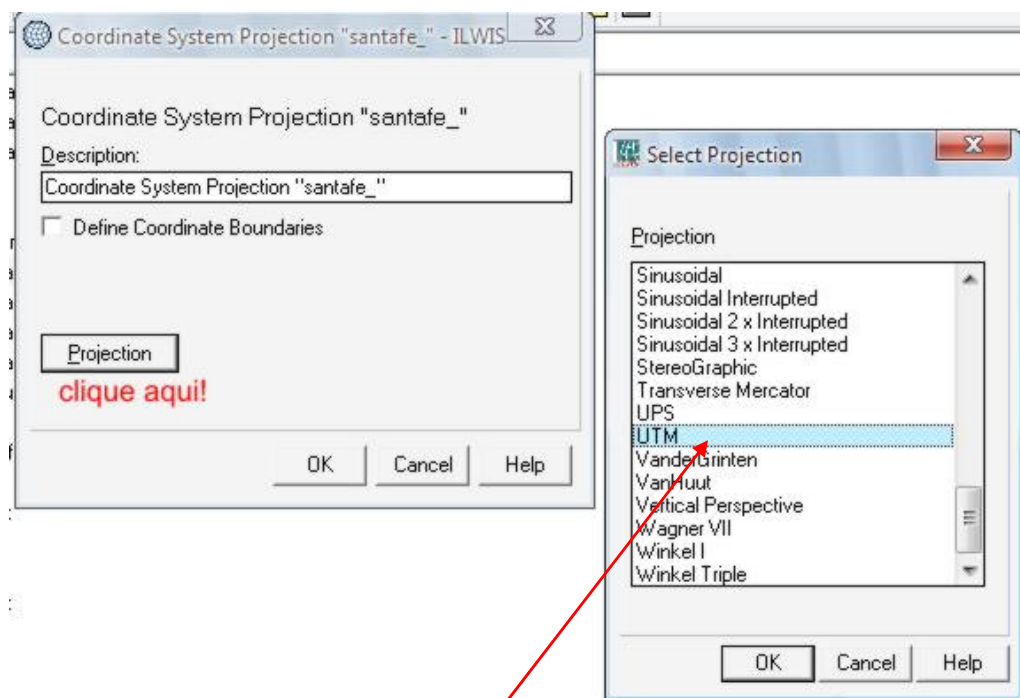 Coordinate System Projection "santafe_" - ILWIS
Coordinate System Projection "santafe_"
Description:
Coordinate System Projection "santafe_"
Define Coordinate Boundaries
Projection
clique aqui!
OK
Cancel
Help
Select Projection
Projection
Sinusoidal
Sinusoidal Interrupted
Sinusoidal 2 x Interrupted
Sinusoidal 3 x Interrupted
StereoGraphic
Transverse Mercator
UPS
UTM
VanderGrinten
VanHuut
Vertical Perspective
Wagner VII
Winkel I
Winkel Triple
OK
Cancel
Help